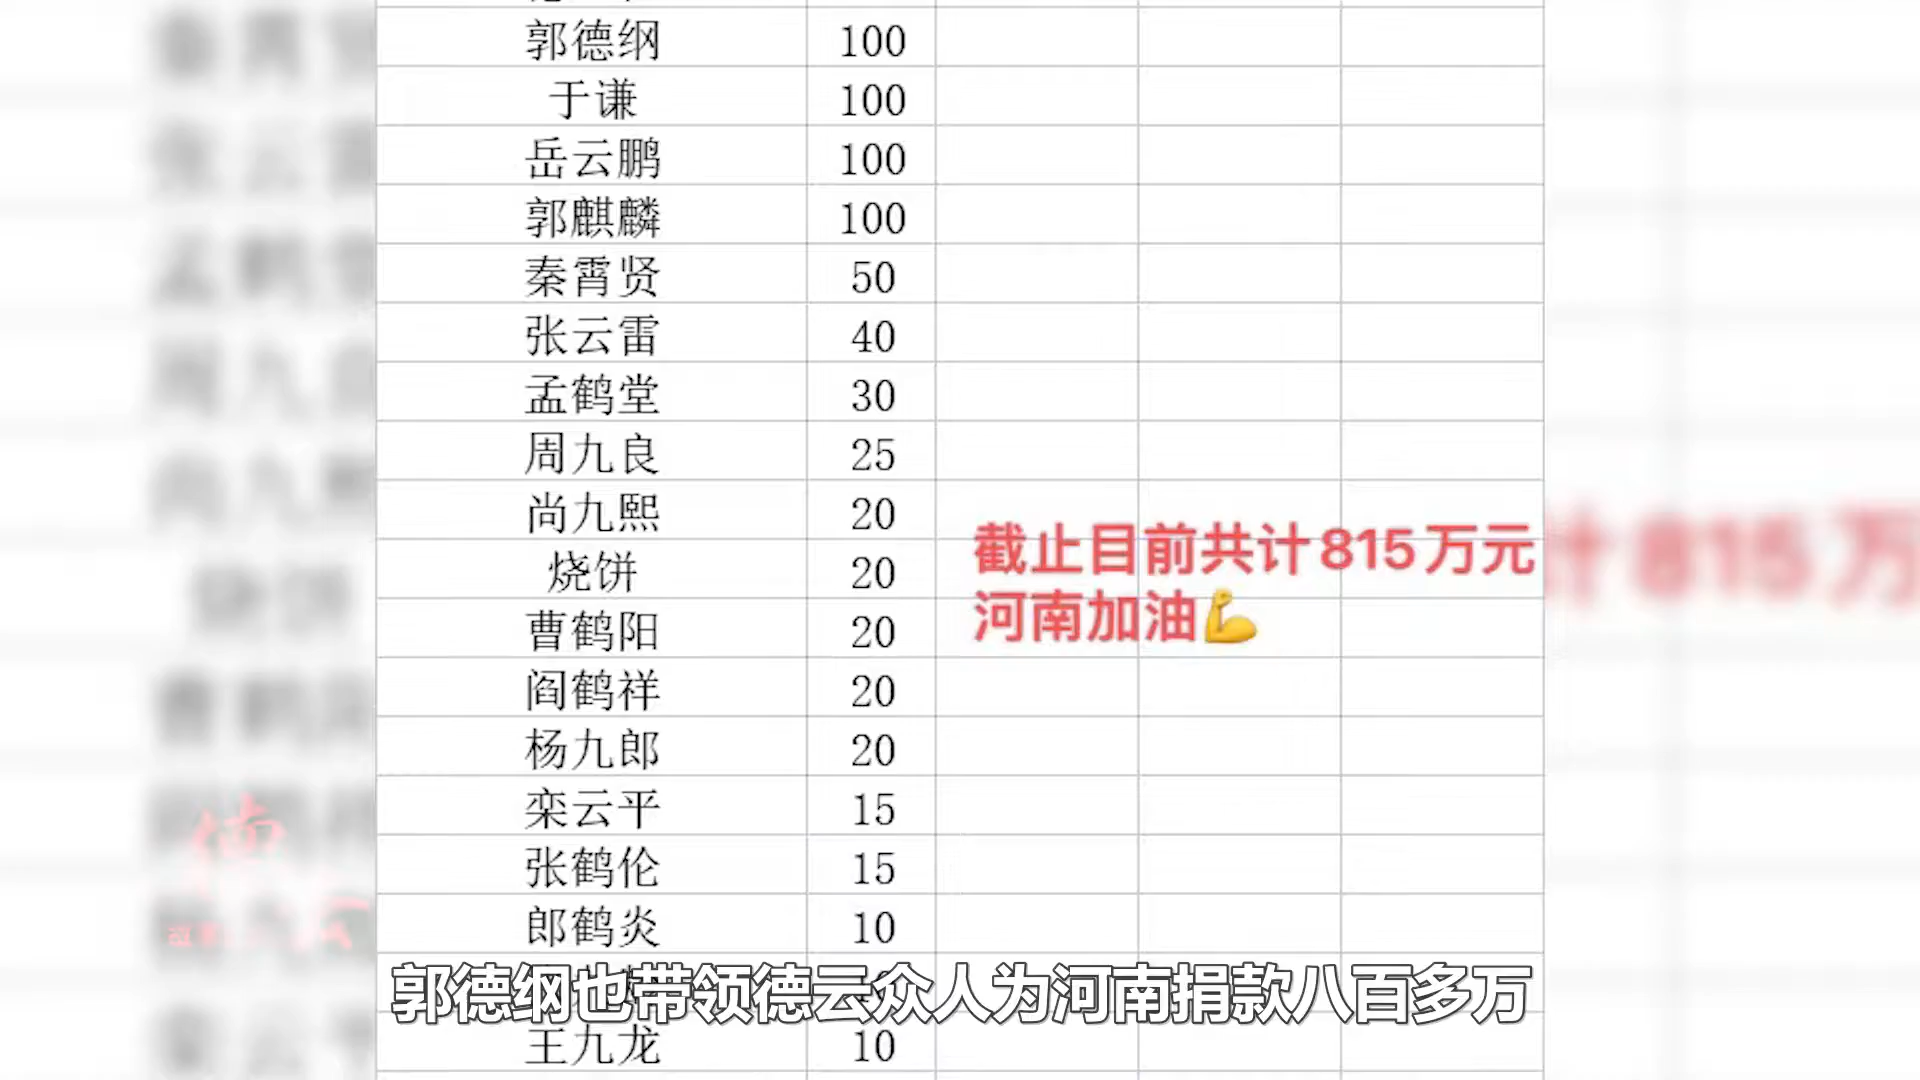 郭德纲 100
于谦 100
岳云鹏 100
郭麒麟 100
秦霄贤 50
张云雷 40
孟鹤堂 30
周九良 25
尚九熙 20
烧饼 20
曹鹤阳 20
阎鹤祥 20
杨九郎 20
栾云平 15
张鹤伦 15
郎鹤炎 10
王九龙 10
截止目前共计815万元
河南加油💪
郭德纲也带领德云众人为河南捐款八百多万